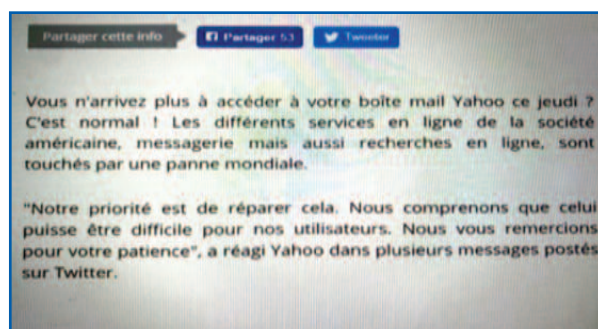 Partager cette info Partager 53 Tweeter
Vous n'arrivez plus à accéder à votre boîte mail Yahoo ce jeudi ?
C'est normal ! Les différents services en ligne de la société
américaine, messagerie mais aussi recherches en ligne, sont
touchés par une panne mondiale.
"Notre priorité est de réparer cela. Nous comprenons que celui
puisse être difficile pour nos utilisateurs. Nous vous remercions
pour votre patience", a réagi Yahoo dans plusieurs messages postés
sur Twitter.